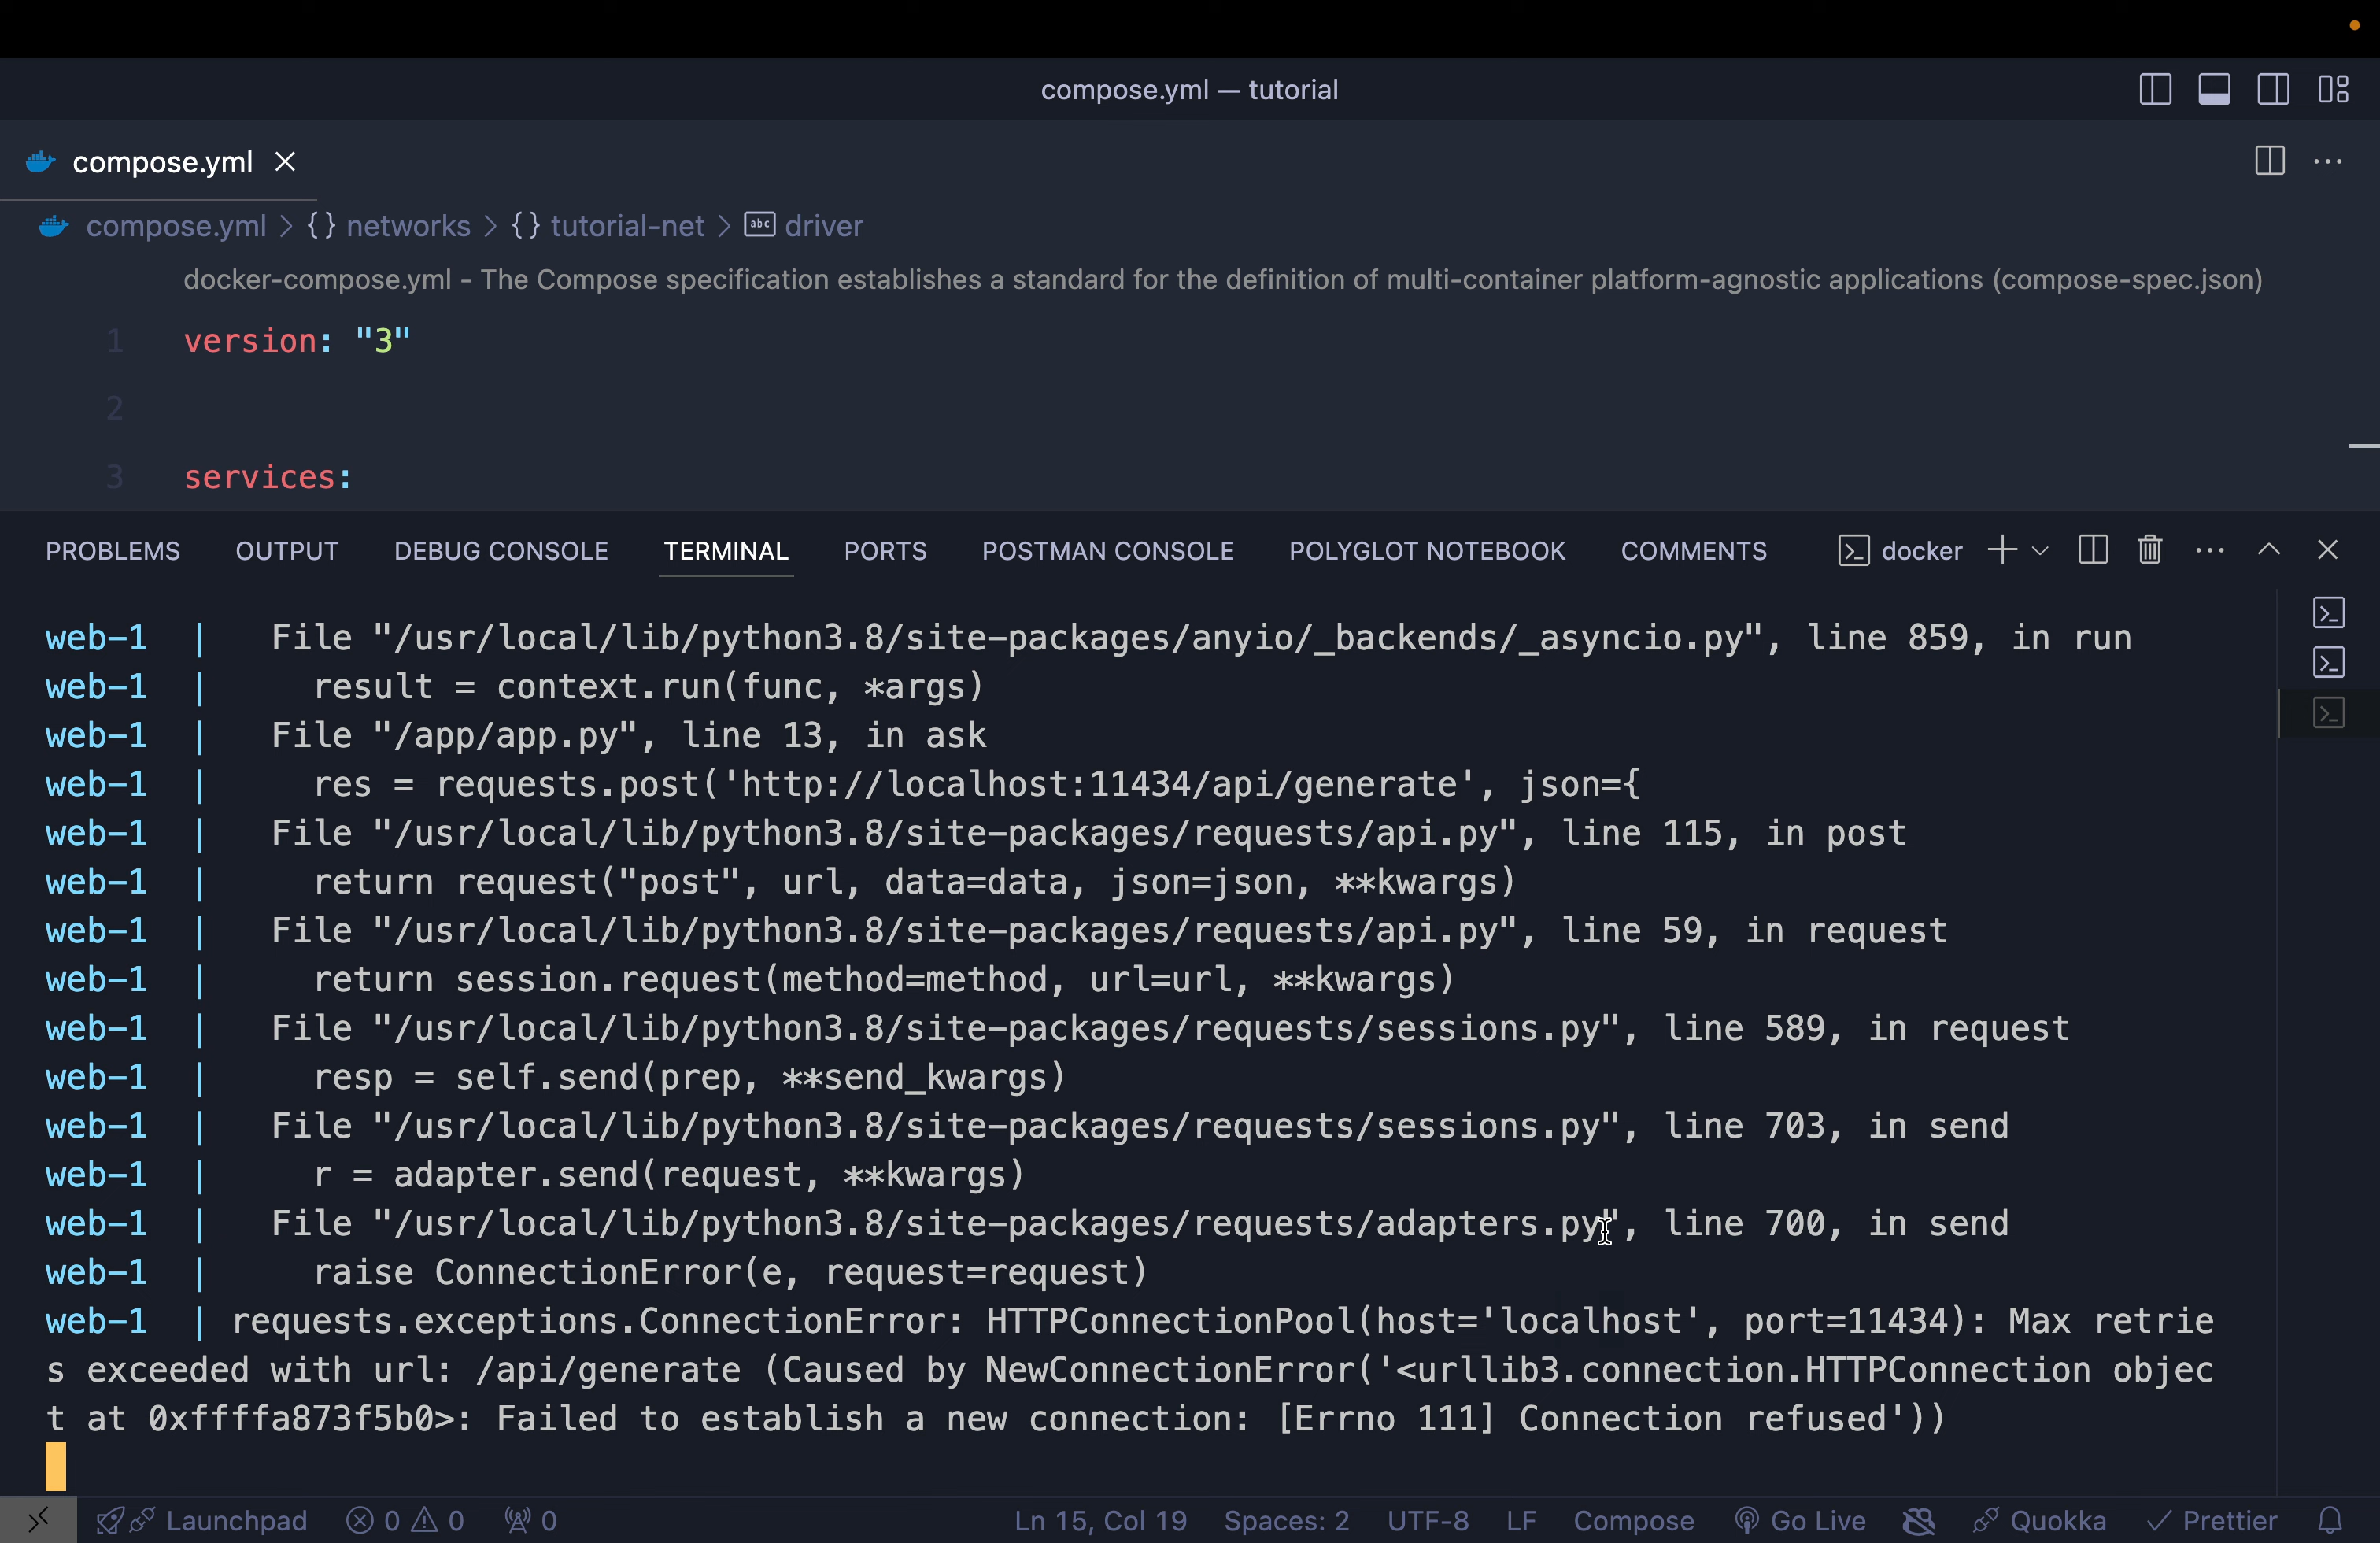 compose.yml — tutorial
compose.yml
compose.yml > {} networks > {} tutorial-net > abc driver
docker-compose.yml - The Compose specification establishes a standard for the definition of multi-container platform-agnostic applications (compose-spec.json)
1 version: "3"
2
3 services:
PROBLEMS OUTPUT DEBUG CONSOLE TERMINAL PORTS POSTMAN CONSOLE POLYGLOT NOTEBOOK COMMENTS docker
web-1 | File "/usr/local/lib/python3.8/site-packages/anyio/_backends/_asyncio.py", line 859, in run
web-1 | result = context.run(func, *args)
web-1 | File "/app/app.py", line 13, in ask
web-1 | res = requests.post('http://localhost:11434/api/generate', json={
web-1 | File "/usr/local/lib/python3.8/site-packages/requests/api.py", line 115, in post
web-1 | return request("post", url, data=data, json=json, **kwargs)
web-1 | File "/usr/local/lib/python3.8/site-packages/requests/api.py", line 59, in request
web-1 | return session.request(method=method, url=url, **kwargs)
web-1 | File "/usr/local/lib/python3.8/site-packages/requests/sessions.py", line 589, in request
web-1 | resp = self.send(prep, **send_kwargs)
web-1 | File "/usr/local/lib/python3.8/site-packages/requests/sessions.py", line 703, in send
web-1 | r = adapter.send(request, **kwargs)
web-1 | File "/usr/local/lib/python3.8/site-packages/requests/adapters.py", line 700, in send
web-1 | raise ConnectionError(e, request=request)
web-1 | requests.exceptions.ConnectionError: HTTPConnectionPool(host='localhost', port=11434): Max retrie
s exceeded with url: /api/generate (Caused by NewConnectionError('<urllib3.connection.HTTPConnection objec
t at 0xffffa873f5b0>: Failed to establish a new connection: [Errno 111] Connection refused'))
Launchpad 0 0 0 Ln 15, Col 19 Spaces: 2 UTF-8 LF Compose Go Live Quokka Prettier